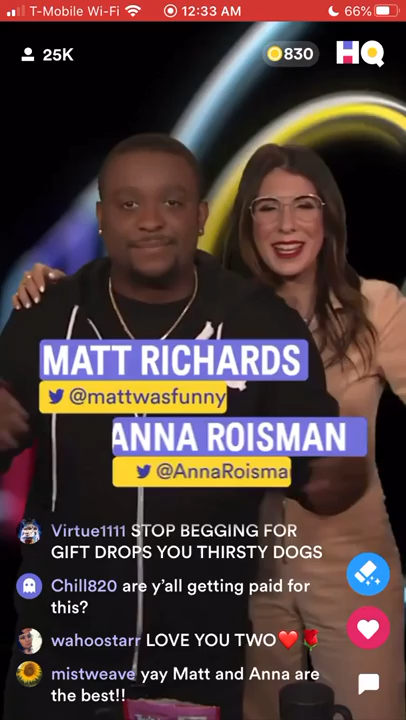 T-Mobile Wi-Fi 12:33 AM 66%
25K 830 HQ
MATT RICHARDS
@mattwasfunny
ANNA ROISMAN
@AnnaRoisma
Virtue1111 STOP BEGGING FOR
GIFT DROPS YOU THIRSTY DOGS
Chill820 are y'all getting paid for
this?
wahoostarr LOVE YOU TWO❤️🌹
mistweave yay Matt and Anna are
the best!!